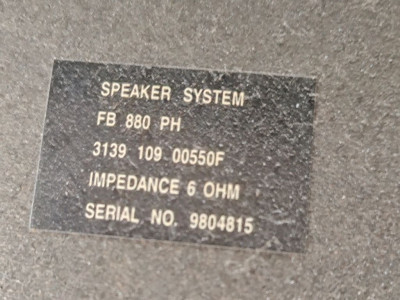 SPEAKER SYSTEM
FB 880 PH
3139 109 00550F
IMPEDANCE 6 OHM
SERIAL NO. 9804815